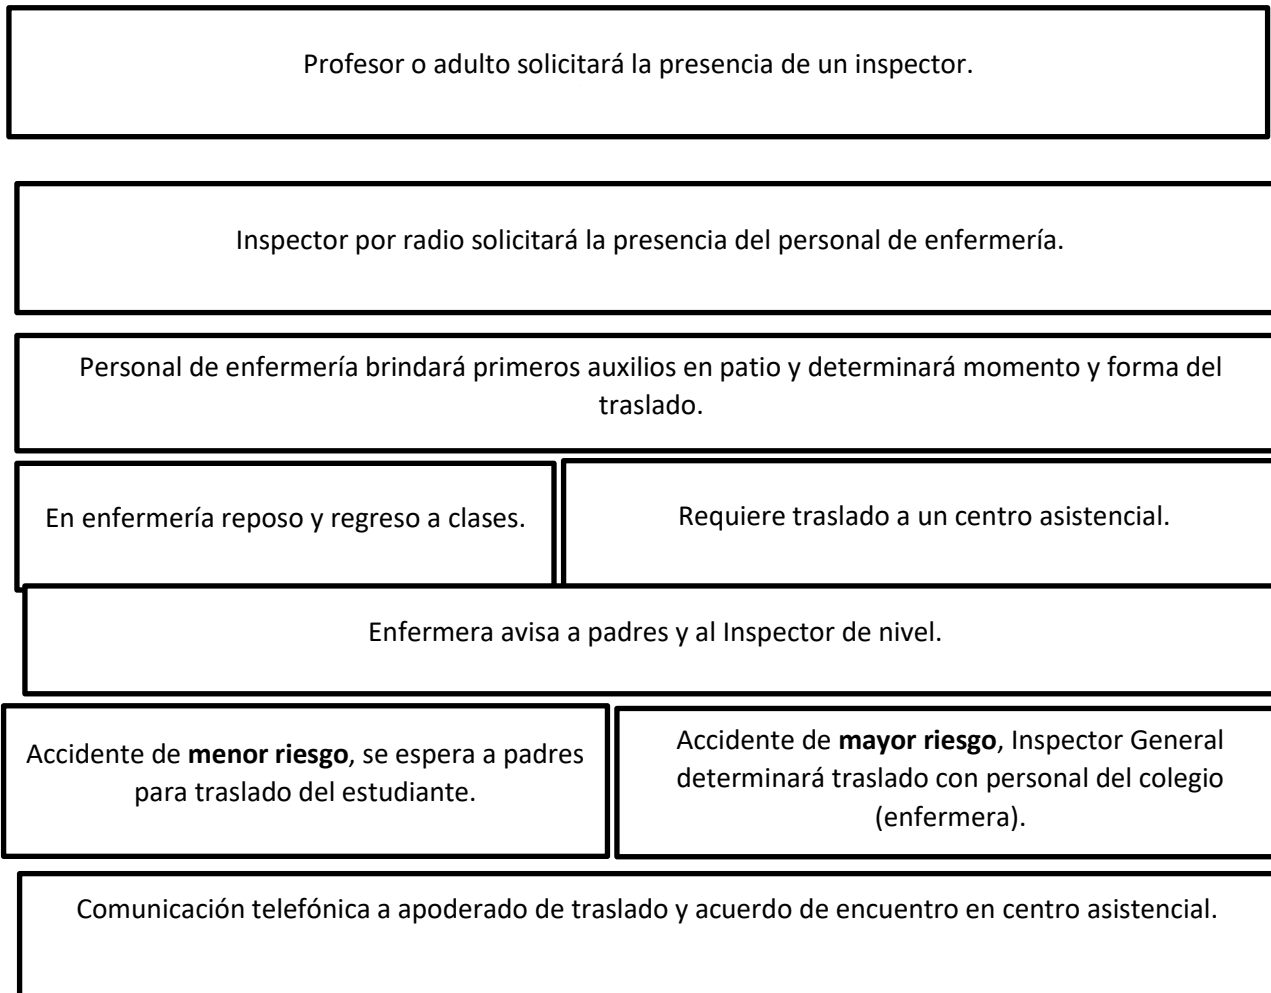 Profesor o adulto solicitará la presencia de un inspector.
Inspector por radio solicitará la presencia del personal de enfermería.
Personal de enfermería brindará primeros auxilios en patio y determinará momento y forma del
traslado.
En enfermería reposo y regreso a clases.
Requiere traslado a un centro asistencial.
Enfermera avisa a padres y al Inspector de nivel.
Accidente de menor riesgo, se espera a padres
para traslado del estudiante.
Accidente de mayor riesgo, Inspector General
determinará traslado con personal del colegio
(enfermera).
Comunicación telefónica a apoderado de traslado y acuerdo de encuentro en centro asistencial.